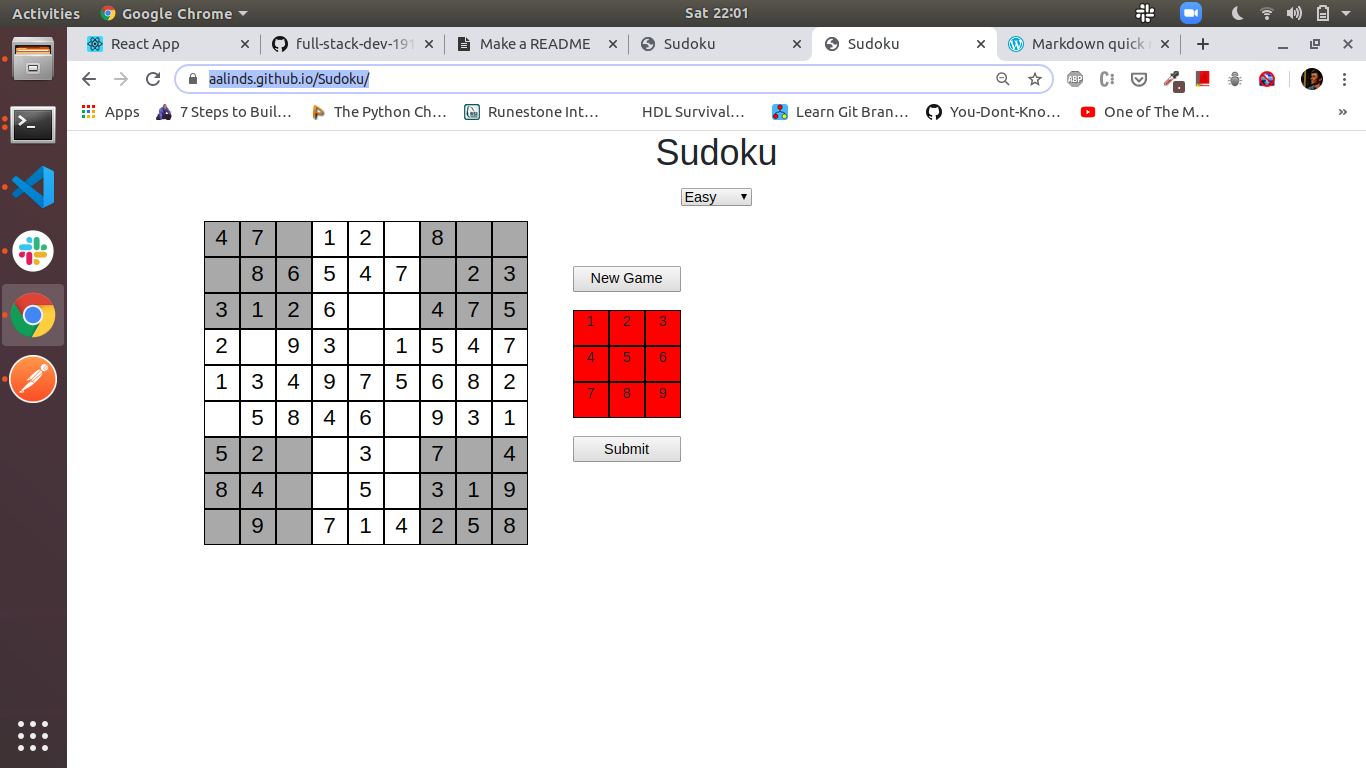 Activities Google Chrome Sat 22:01
React App full-stack-dev-191 Make a README Sudoku Sudoku Markdown quick
aalinds.github.io/Sudoku/
Apps 7 Steps to Buil… The Python Ch… Runestone Int… HDL Survival… Learn Git Bran… You-Dont-Kno… One of The M… »
Sudoku
Easy
4 7 1 2 8
8 6 5 4 7 2 3
3 1 2 6 4 7 5
2 9 3 1 5 4 7
1 3 4 9 7 5 6 8 2
5 8 4 6 9 3 1
5 2 3 7 4
8 4 5 3 1 9
9 7 1 4 2 5 8
New Game
1 2 3
4 5 6
7 8 9
Submit